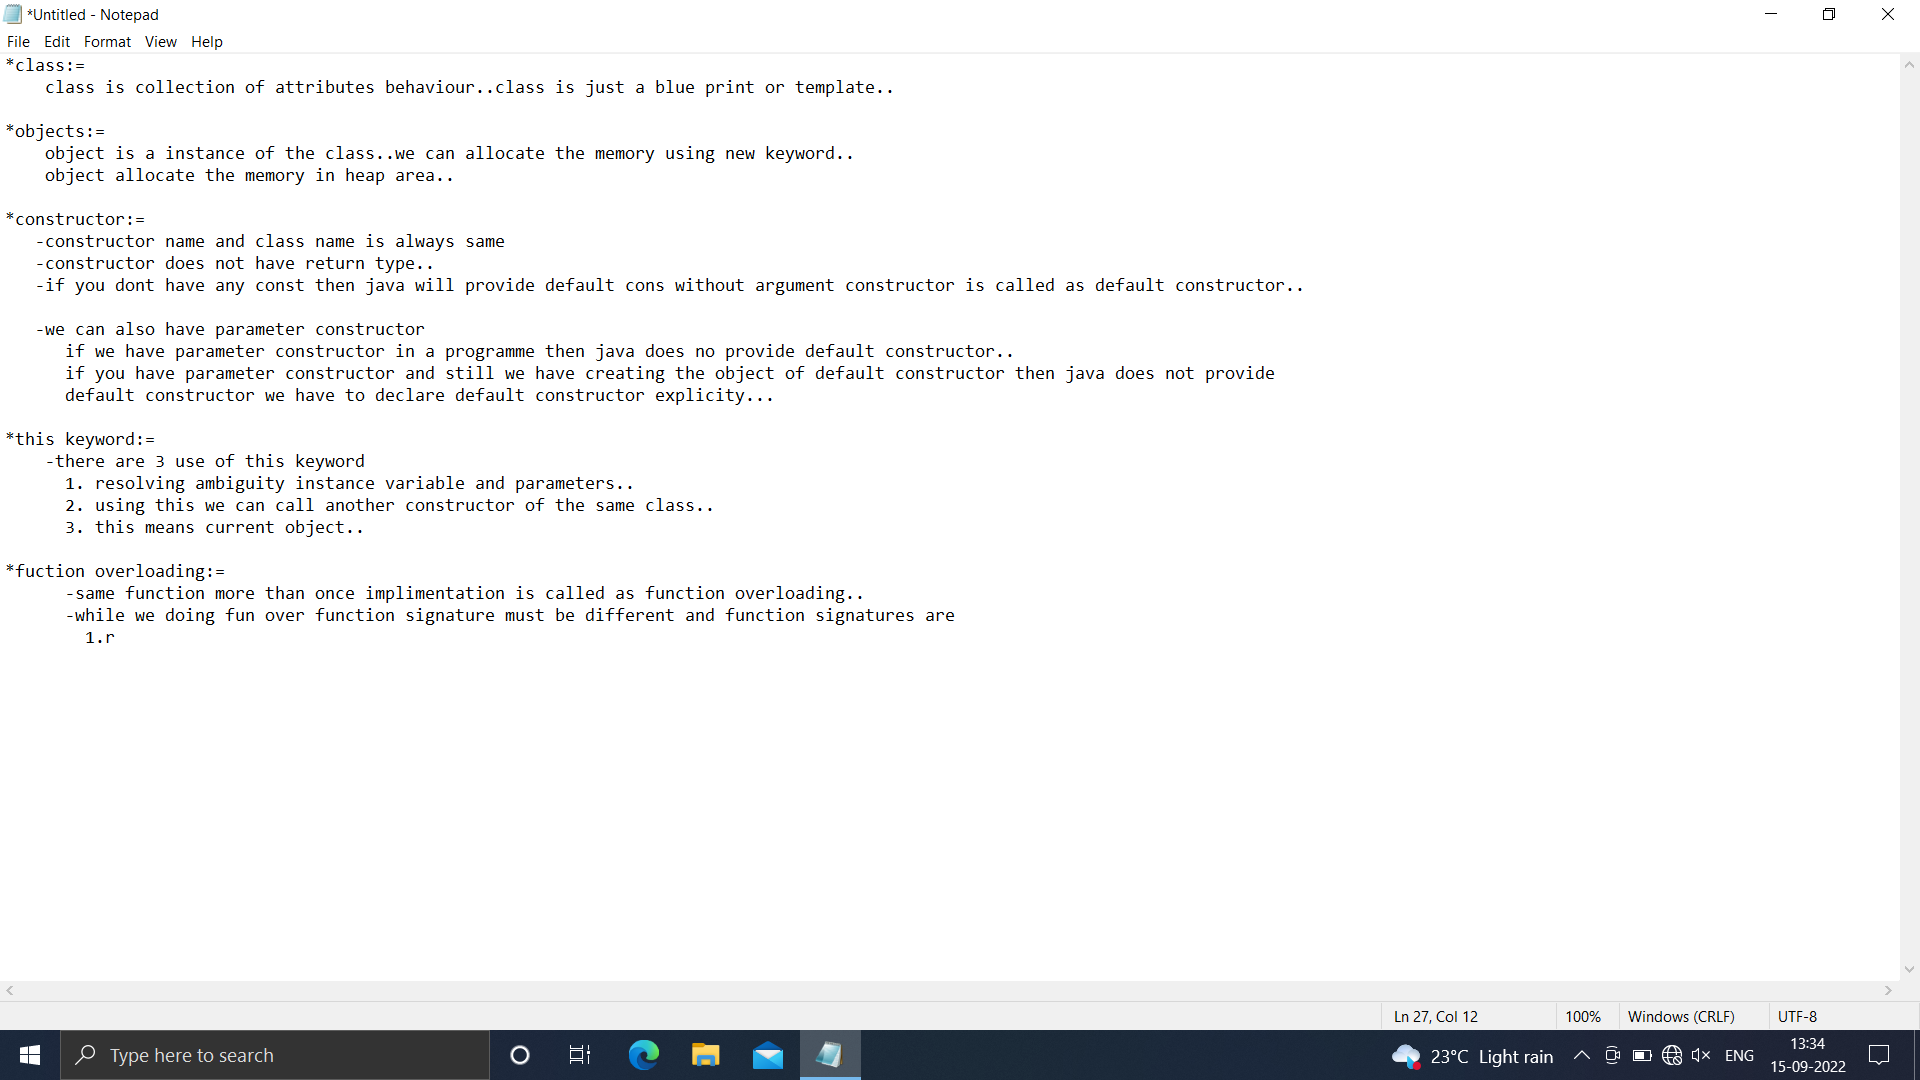 *Untitled - Notepad
File Edit Format View Help
*class:=
class is collection of attributes behaviour..class is just a blue print or template..
*objects:=
object is a instance of the class..we can allocate the memory using new keyword..
object allocate the memory in heap area..
*constructor:=
-constructor name and class name is always same
-constructor does not have return type..
-if you dont have any const then java will provide default cons without argument constructor is called as default constructor..
-we can also have parameter constructor
if we have parameter constructor in a programme then java does no provide default constructor..
if you have parameter constructor and still we have creating the object of default constructor then java does not provide
default constructor we have to declare default constructor explicity...
*this keyword:=
-there are 3 use of this keyword
1. resolving ambiguity instance variable and parameters..
2. using this we can call another constructor of the same class..
3. this means current object..
*fuction overloading:=
-same function more than once implimentation is called as function overloading..
-while we doing fun over function signature must be different and function signatures are
1.r
Ln 27, Col 12 100% Windows (CRLF) UTF-8
Type here to search
23°C Light rain
ENG
13:34
15-09-2022